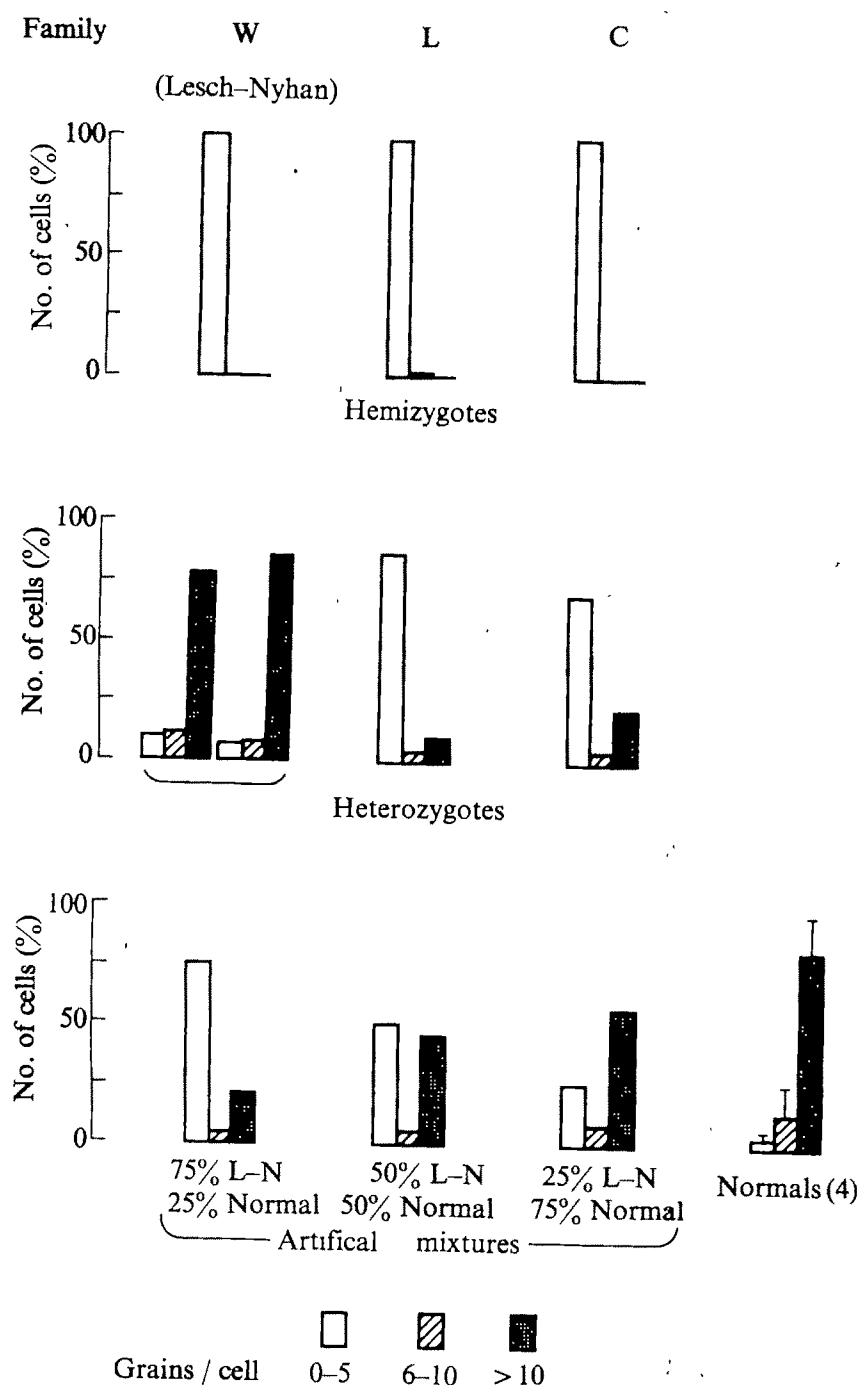 Family W L C
(Lesch–Nyhan)
No. of cells (%)
100
50
0
Hemizygotes
No. of cells (%)
100
50
0
Heterozygotes
No. of cells (%)
100
50
0
75% L–N 50% L–N 25% L–N
25% Normal 50% Normal 75% Normal
Normals (4)
Artifical mixtures
Grains / cell 0–5 6–10 >10